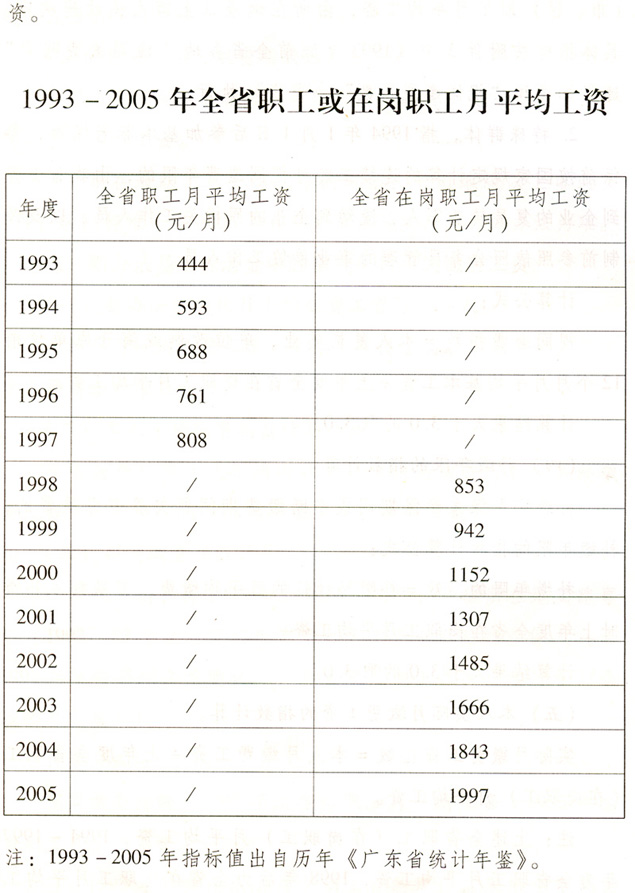 资。
1993－2005年全省职工或在岗职工月平均工资
年度 全省职工月平均工资 全省在岗职工月平均工资
(元/月) (元/月)
1993 444 /
1994 593 /
1995 688 /
1996 761 /
1997 808 /
1998 / 853
1999 / 942
2000 / 1152
2001 / 1307
2002 / 1485
2003 / 1666
2004 / 1843
2005 / 1997
注：1993－2005年指标值出自历年《广东省统计年鉴》。